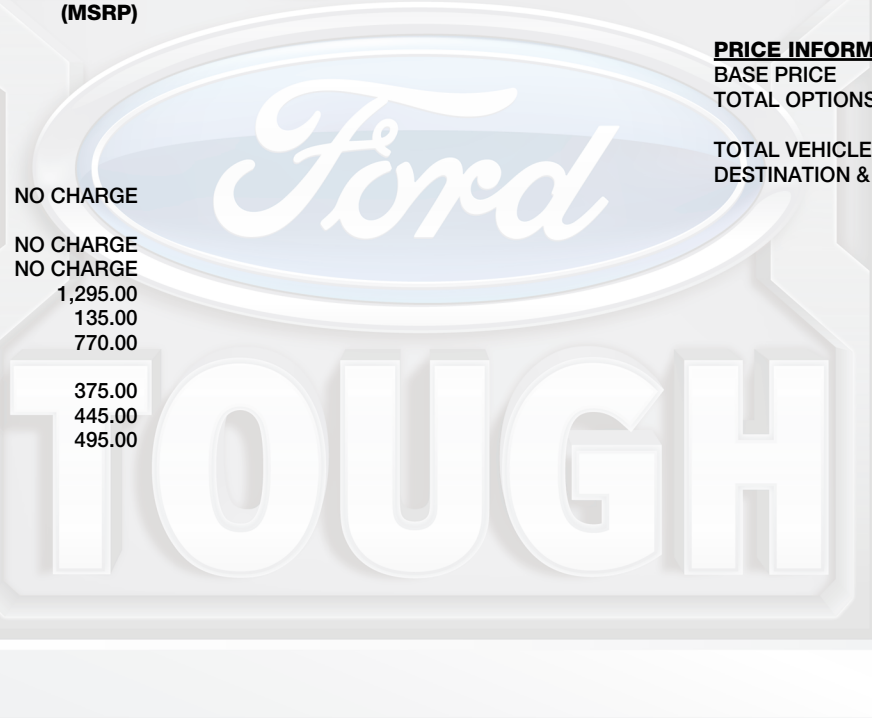 (MSRP)
PRICE INFORM
BASE PRICE
TOTAL OPTIONS
TOTAL VEHICLE
DESTINATION &
NO CHARGE
NO CHARGE
NO CHARGE
1,295.00
135.00
770.00
375.00
445.00
495.00
Ford
TOUGH